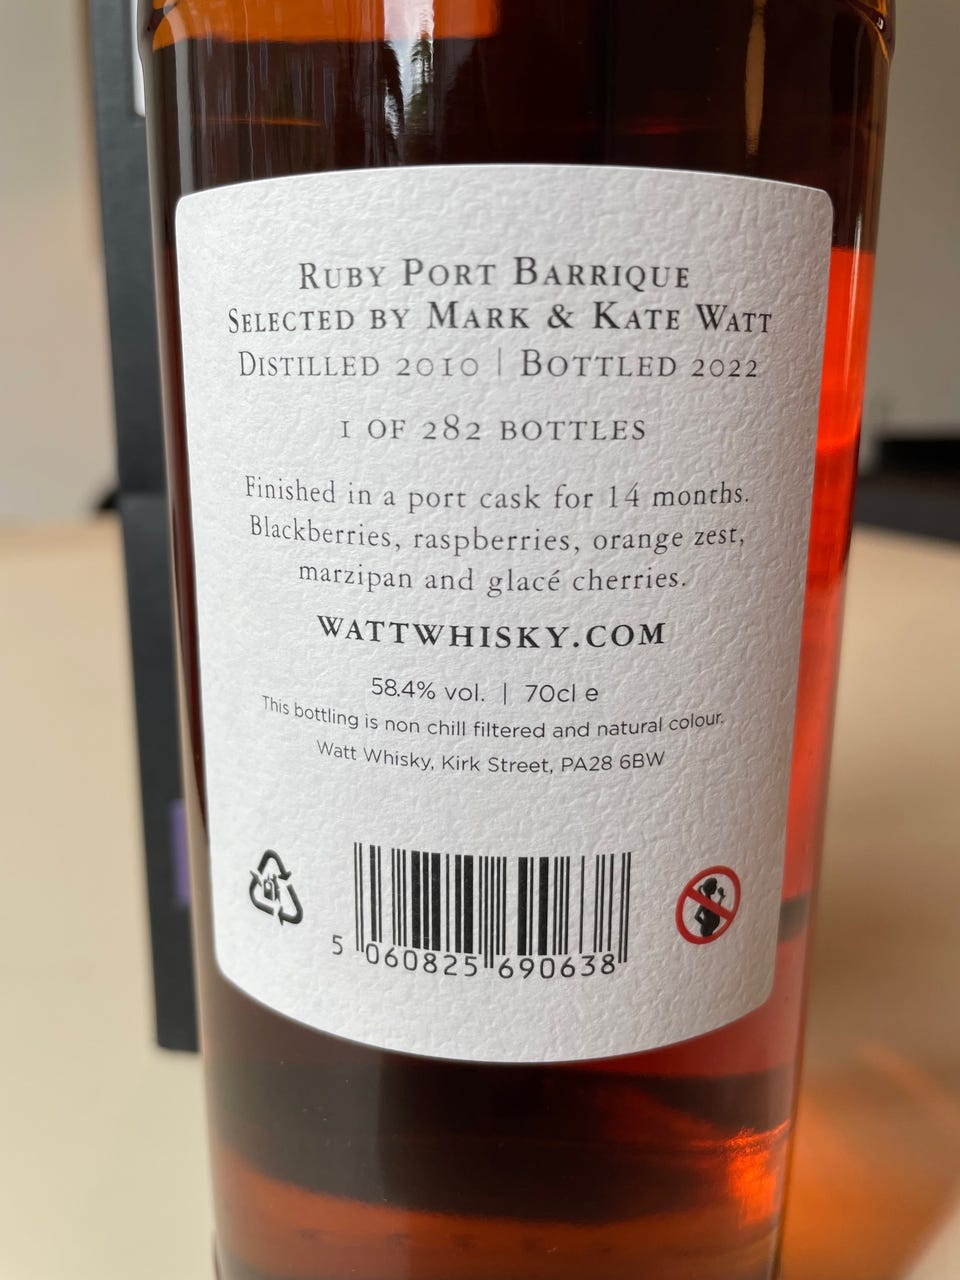 Ruby Port Barrique
Selected by Mark & Kate Watt
Distilled 2010 | Bottled 2022
1 of 282 bottles
Finished in a port cask for 14 months.
Blackberries, raspberries, orange zest,
marzipan and glacé cherries.
WATTWHISKY.COM
58.4% vol. | 70cl e
This bottling is non chill filtered and natural colour.
Watt Whisky, Kirk Street, PA28 6BW
5 060825 690638